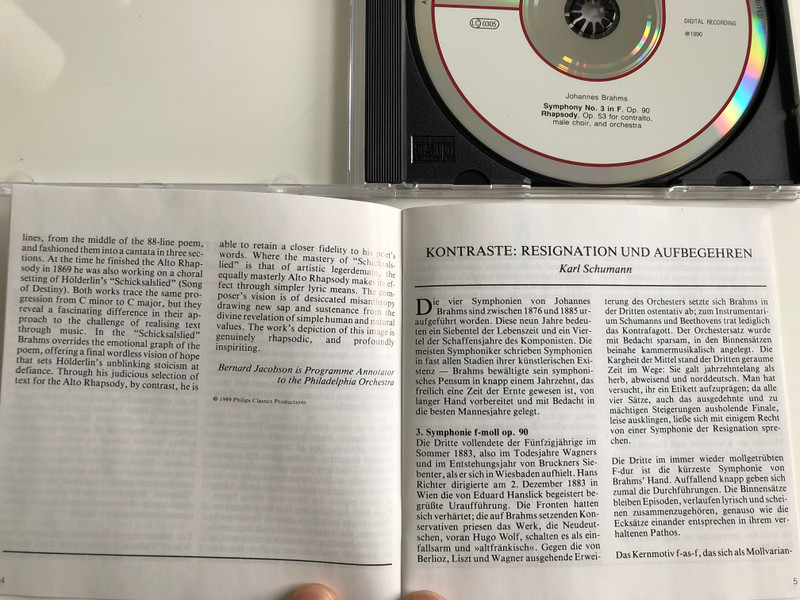 LC 0305
DIGITAL RECORDING
℗1990
Johannes Brahms
Symphony No. 3 in F, Op. 90
Rhapsody, Op. 53 for contralto,
male choir, and orchestra
lines, from the middle of the 88-line poem,
and fashioned them into a cantata in three sec-
tions. At the time he finished the Alto Rhap-
sody in 1869 he was also working on a choral
setting of Hölderlin's “Schicksalslied” (Song
of Destiny). Both works trace the same pro-
gression from C minor to C major, but they
reveal a fascinating difference in their ap-
proach to the challenge of realising text
through music. In the “Schicksalslied”
Brahms overrides the emotional graph of the
poem, offering a final wordless vision of hope
that sets Hölderlin's unblinking stoicism at
defiance. Through his judicious selection of
text for the Alto Rhapsody, by contrast, he is
able to retain a closer fidelity to his poet's
words. Where the mastery of “Schicksals-
lied” is that of artistic legerdemain, the
equally masterly Alto Rhapsody makes its ef-
fect through simpler lyric means. The com-
poser's vision is of desiccated misanthropy
drawing new sap and sustenance from the
divine revelation of simple human and natural
values. The work's depiction of this image is
genuinely rhapsodic, and profoundly
inspiring.
Bernard Jacobson is Programme Annotator
to the Philadelphia Orchestra
© 1989 Philips Classics Productions
4
KONTRASTE: RESIGNATION UND AUFBEGEHREN
Karl Schumann
Die vier Symphonien von Johannes
Brahms sind zwischen 1876 und 1885 ur-
aufgeführt worden. Diese neun Jahre bedeu-
ten ein Siebentel der Lebenszeit und ein Vier-
tel der Schaffensjahre des Komponisten. Die
meisten Symphoniker schrieben Symphonien
in fast allen Stadien ihrer künstlerischen Exi-
stenz — Brahms bewältigte sein symphoni-
sches Pensum in knapp einem Jahrzehnt, das
freilich eine Zeit der Ernte gewesen ist, von
langer Hand vorbereitet und mit Bedacht in
die besten Mannesjahre gelegt.
3. Symphonie f-moll op. 90
Die Dritte vollendete der Fünfzigjährige im
Sommer 1883, also im Todesjahre Wagners
und im Entstehungsjahr von Bruckners Sie-
benter, als er sich in Wiesbaden aufhielt. Hans
Richter dirigierte am 2. Dezember 1883 in
Wien die von Eduard Hanslick begeistert be-
grüßte Uraufführung. Die Fronten hatten
sich verhärtet; die auf Brahms setzenden Kon-
servativen priesen das Werk, die Neudeut-
schen, voran Hugo Wolf, schalten es als ein-
fallsarm und »altfränkisch«. Gegen die von
Berlioz, Liszt und Wagner ausgehende Erwei-
terung des Orchesters setzte sich Brahms in
der Dritten ostentativ ab; zum Instrumentari-
um Schumanns und Beethovens trat lediglich
das Kontrafagott. Der Orchestersatz wurde
mit Bedacht sparsam, in den Binnensätzen
beinahe kammermusikalisch angelegt. Die
Kargheit der Mittel stand der Dritten geraume
Zeit im Wege: Sie galt jahrzehntelang als
herb, abweisend und norddeutsch. Man hat
versucht, ihr ein Etikett aufzuprägen; da alle
vier Sätze, auch das ausgedehnte und zu
mächtigen Steigerungen ausholende Finale,
leise ausklingen, ließe sich mit einigem Recht
von einer Symphonie der Resignation spre-
chen.
Die Dritte im immer wieder mollgetrübten
F-dur ist die kürzeste Symphonie von
Brahms' Hand. Auffallend knapp geben sich
zumal die Durchführungen. Die Binnensätze
bleiben Episoden, verlaufen lyrisch und schei-
nen zusammenzugehören, genauso wie die
Ecksätze einander entsprechen in ihrem ver-
haltenen Pathos.
Das Kernmotiv f-as-f, das sich als Mollvarian-
5